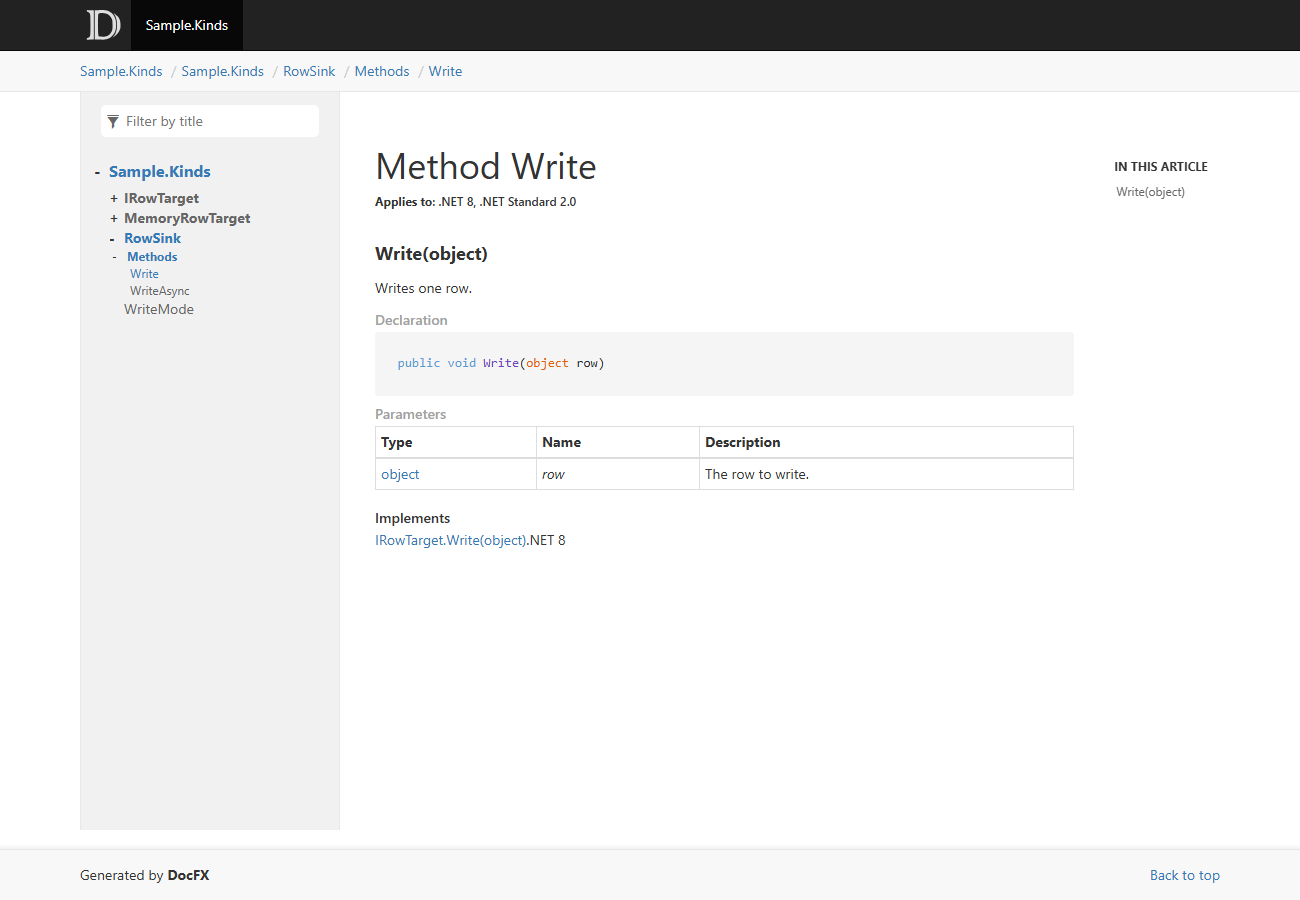 Sample.Kinds
Sample.Kinds / Sample.Kinds / RowSink / Methods / Write
Filter by title
- Sample.Kinds
+ IRowTarget
+ MemoryRowTarget
- RowSink
- Methods
Write
WriteAsync
WriteMode
Method Write
Applies to: .NET 8, .NET Standard 2.0
Write(object)
Writes one row.
Declaration
public void Write(object row)
Parameters
Type Name Description
object row The row to write.
Implements
IRowTarget.Write(object).NET 8
IN THIS ARTICLE
Write(object)
Generated by DocFX
Back to top